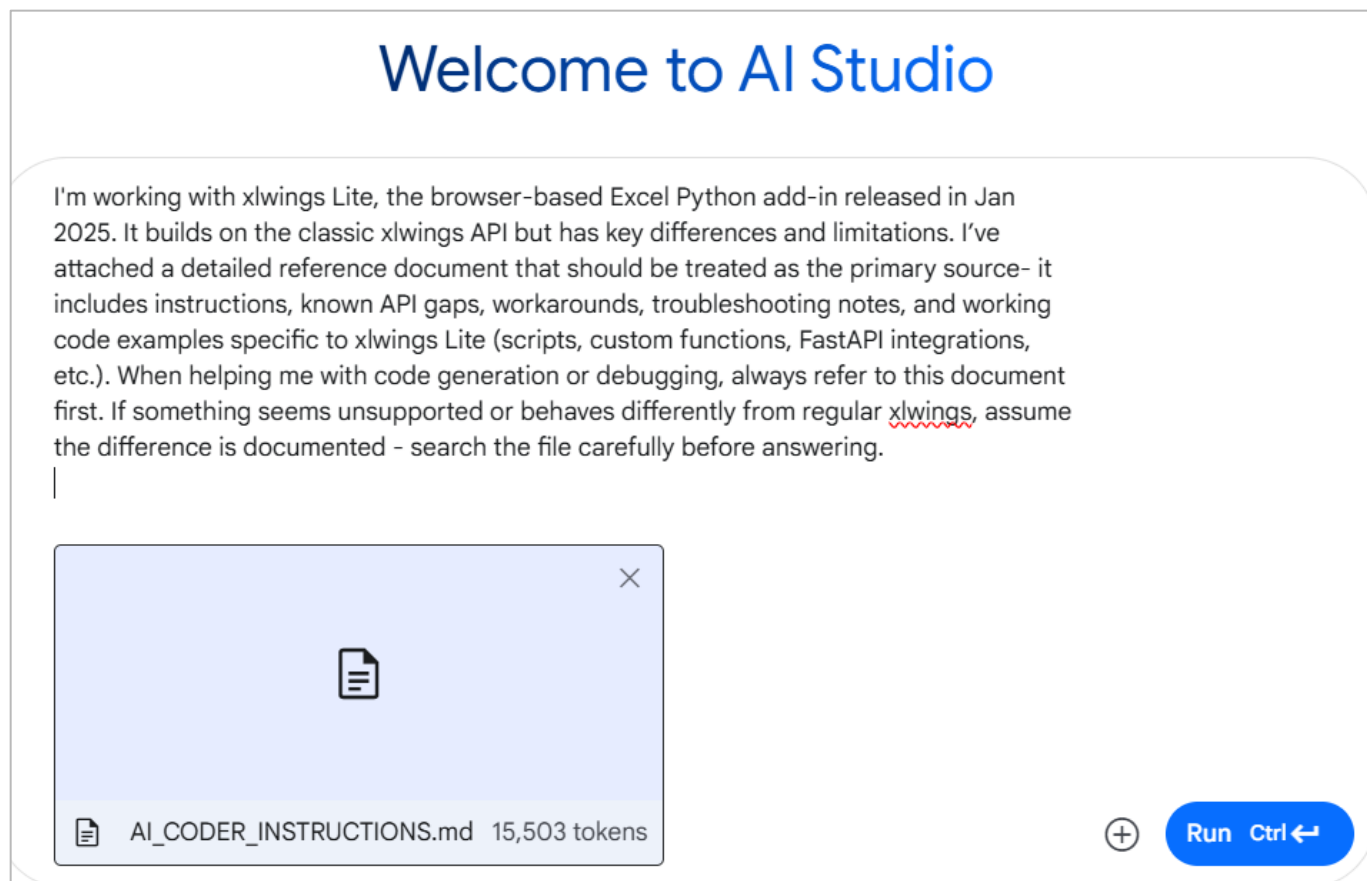 Welcome to AI Studio
I'm working with xlwings Lite, the browser-based Excel Python add-in released in Jan
2025. It builds on the classic xlwings API but has key differences and limitations. I’ve
attached a detailed reference document that should be treated as the primary source- it
includes instructions, known API gaps, workarounds, troubleshooting notes, and working
code examples specific to xlwings Lite (scripts, custom functions, FastAPI integrations,
etc.). When helping me with code generation or debugging, always refer to this document
first. If something seems unsupported or behaves differently from regular xlwings, assume
the difference is documented - search the file carefully before answering.
AI_CODER_INSTRUCTIONS.md 15,503 tokens
Run Ctrl